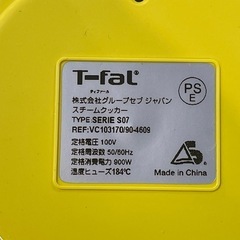 T-fal
ティファール
株式会社グループセブ ジャパン
スチームクッカー
TYPE SERIE S07
REF:VC103170/90-4609
定格電圧 100V
定格周波数 50/60Hz
定格消費電力 900W
温度ヒューズ184℃
PS
E
Made in China